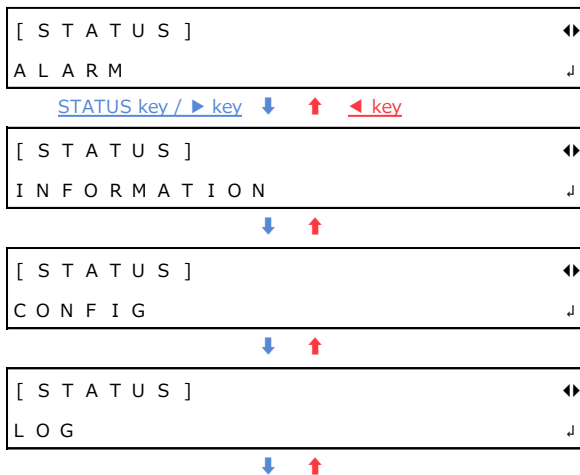 [ S T A T U S ] ◀▶
A L A R M ↲
STATUS key / ▶ key ⬇ ⬆ ◀ key
[ S T A T U S ] ◀▶
I N F O R M A T I O N ↲
⬇ ⬆
[ S T A T U S ] ◀▶
C O N F I G ↲
⬇ ⬆
[ S T A T U S ] ◀▶
L O G ↲
⬇ ⬆